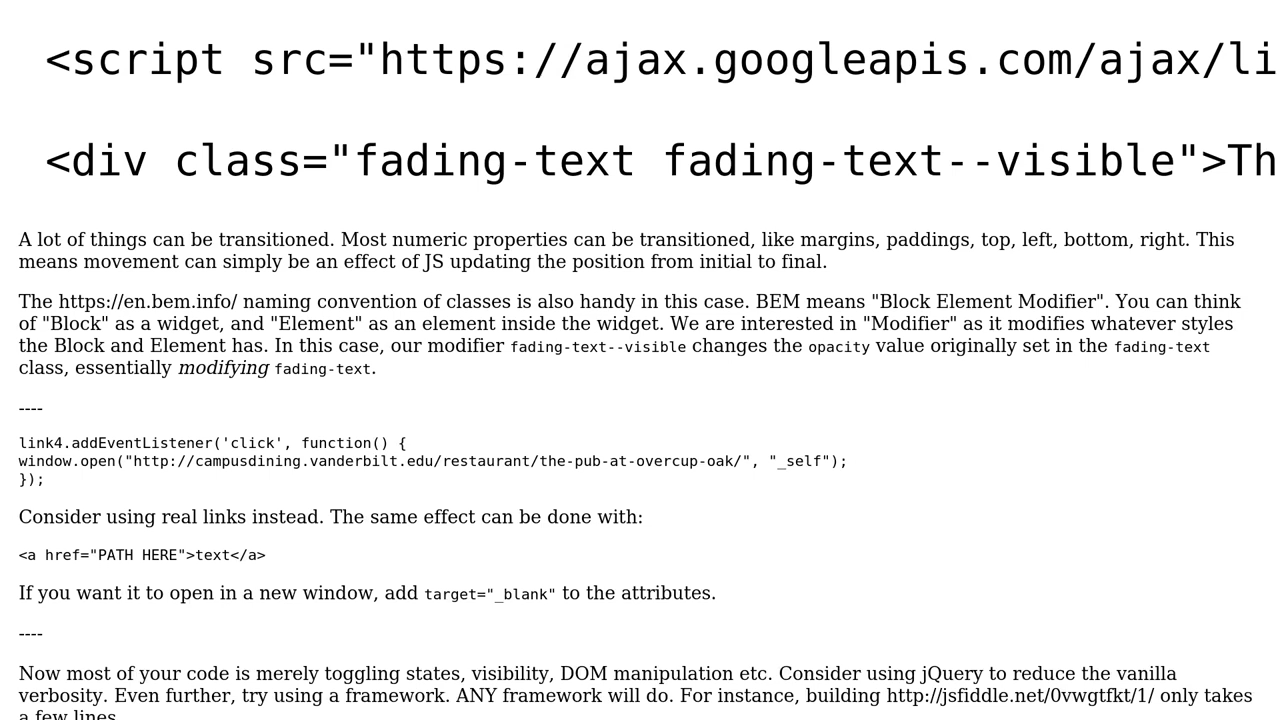 <script src="https://ajax.googleapis.com/ajax/li
<div class="fading-text fading-text--visible">Th
A lot of things can be transitioned. Most numeric properties can be transitioned, like margins, paddings, top, left, bottom, right. This
means movement can simply be an effect of JS updating the position from initial to final.
The https://en.bem.info/ naming convention of classes is also handy in this case. BEM means "Block Element Modifier". You can think
of "Block" as a widget, and "Element" as an element inside the widget. We are interested in "Modifier" as it modifies whatever styles
the Block and Element has. In this case, our modifier fading-text--visible changes the opacity value originally set in the fading-text
class, essentially modifying fading-text.
----
link4.addEventListener('click', function() {
window.open("http://campusdining.vanderbilt.edu/restaurant/the-pub-at-overcup-oak/", "_self");
});
Consider using real links instead. The same effect can be done with:
<a href="PATH HERE">text</a>
If you want it to open in a new window, add target="_blank" to the attributes.
----
Now most of your code is merely toggling states, visibility, DOM manipulation etc. Consider using jQuery to reduce the vanilla
verbosity. Even further, try using a framework. ANY framework will do. For instance, building http://jsfiddle.net/0vwgtfkt/1/ only takes
a few lines